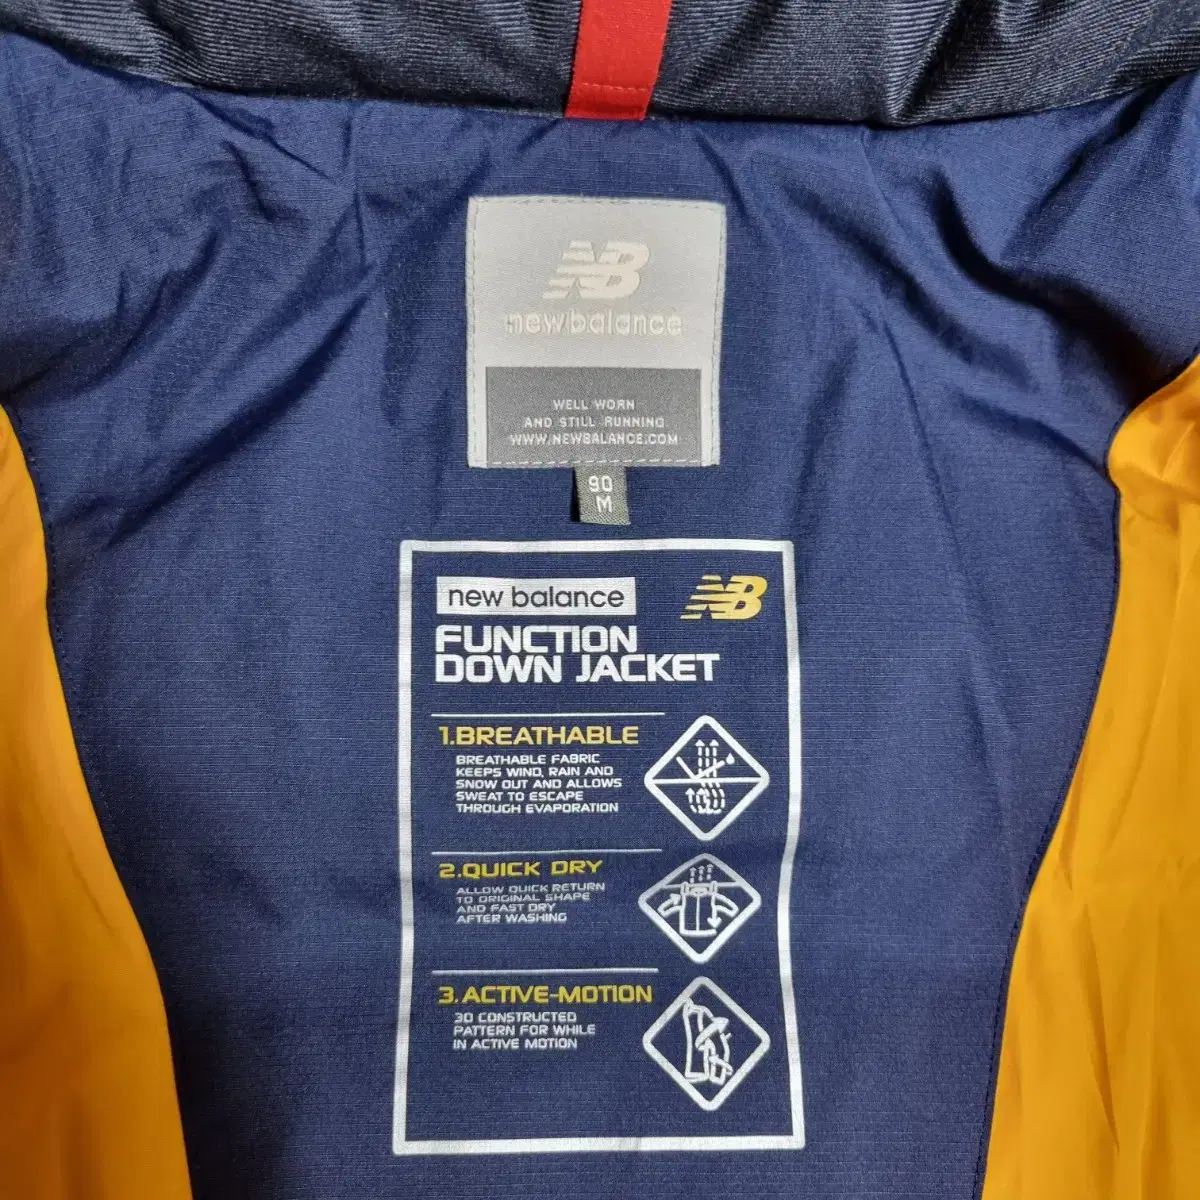 NB
newbalance
WELL WORN
AND STILL RUNNING
WWW.NEWBALANCE.COM
90
M
new balance
NB
FUNCTION
DOWN JACKET
1.BREATHABLE
BREATHABLE FABRIC
KEEPS WIND, RAIN AND
SNOW OUT AND ALLOWS
SWEAT TO ESCAPE
THROUGH EVAPORATION
2.QUICK DRY
ALLOW QUICK RETURN
TO ORIGINAL SHAPE
AND FAST DRY
AFTER WASHING
3.ACTIVE-MOTION
3D CONSTRUCTED
PATTERN FOR WHILE
IN ACTIVE MOTION